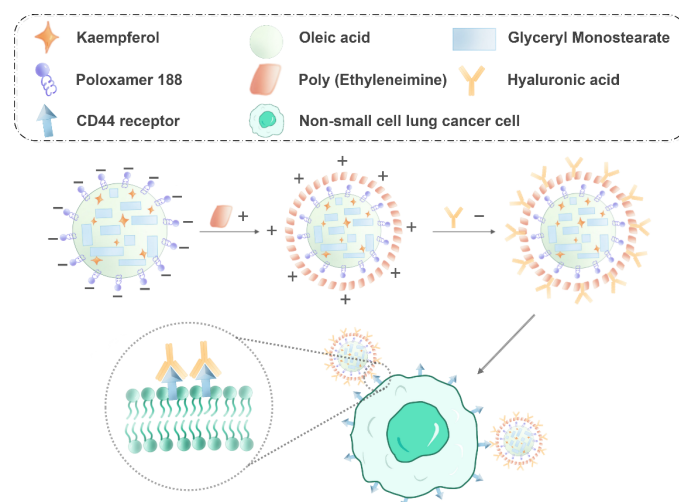 Kaempferol Oleic acid Glyceryl Monostearate
Poloxamer 188 Poly (Ethyleneimine) Hyaluronic acid
CD44 receptor Non-small cell lung cancer cell